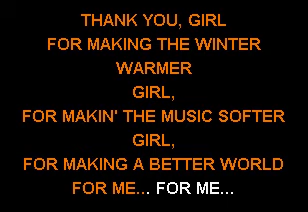 THANK YOU, GIRL
FOR MAKING THE WINTER
WARMER
GIRL,
FOR MAKIN' THE MUSIC SOFTER
GIRL,
FOR MAKING A BETTER WORLD
FOR ME... FOR ME...